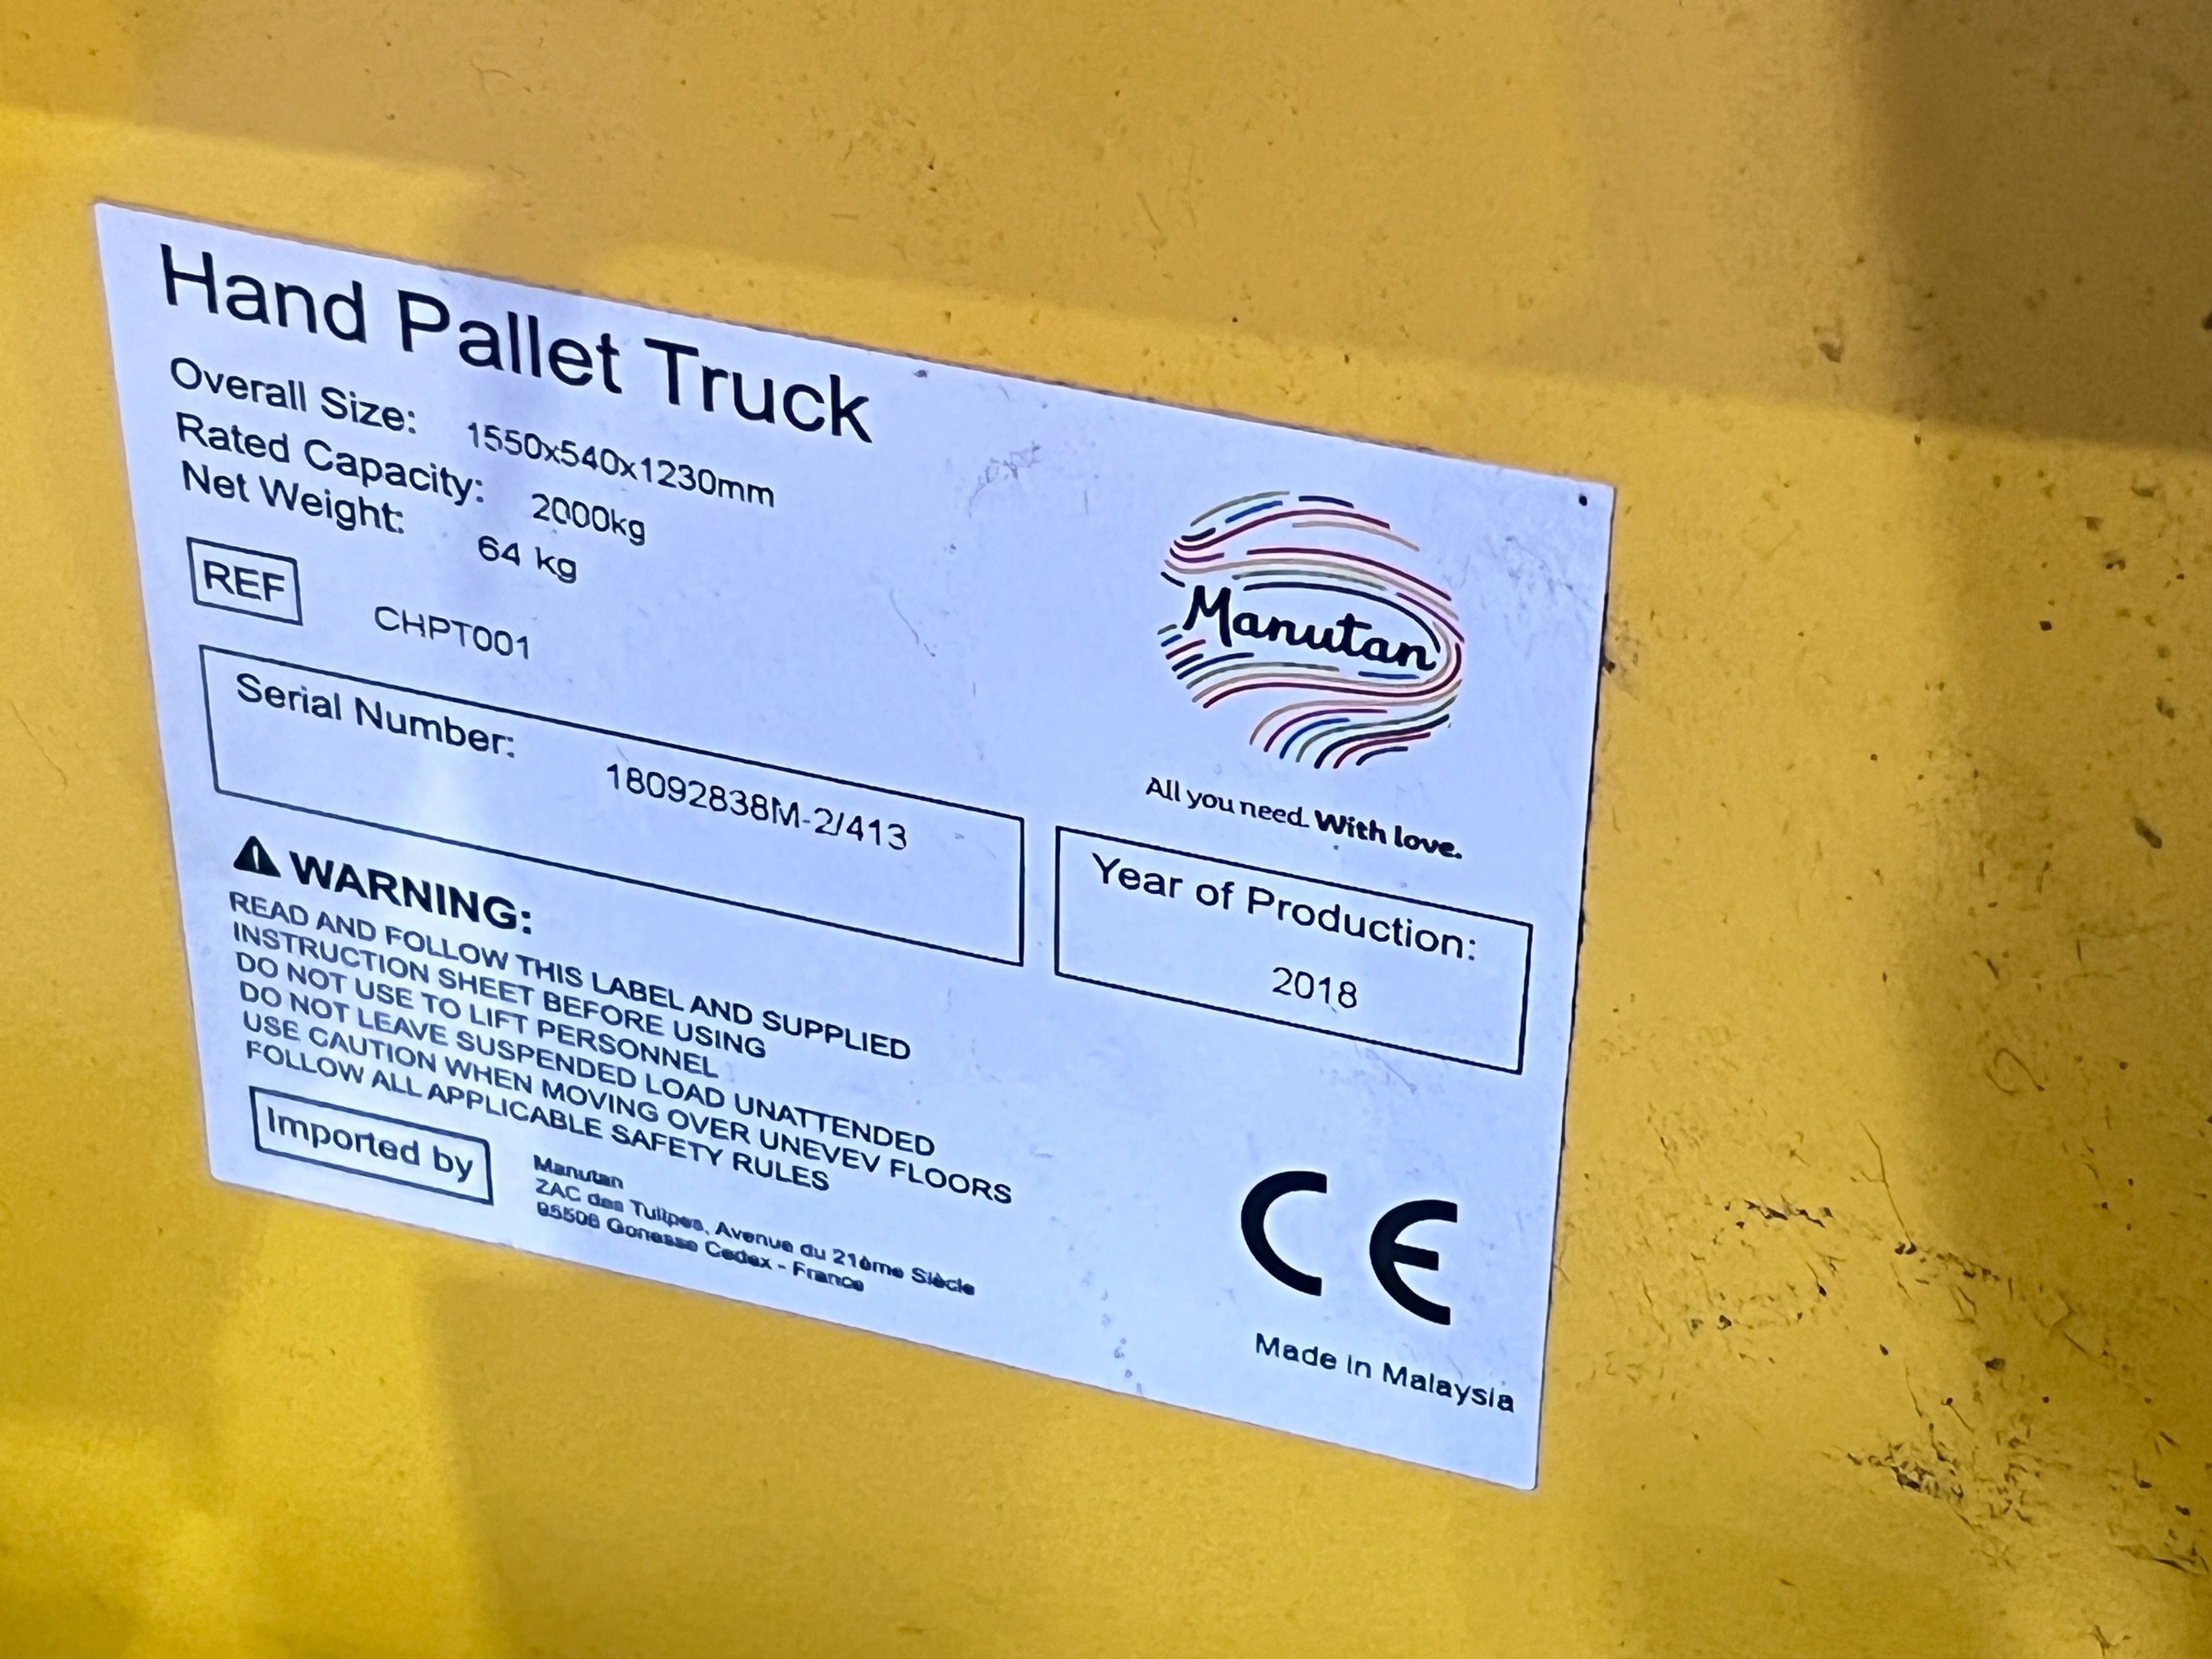 Hand Pallet Truck
Overall Size: 1550x540x1230mm
Rated Capacity: 2000kg
Net Weight: 64 kg
REF CHPT001
Manutan
All you need. With love.
Serial Number:
18092838M-2/413
Year of Production:
2018
WARNING:
READ AND FOLLOW THIS LABEL AND SUPPLIED
INSTRUCTION SHEET BEFORE USING
DO NOT USE TO LIFT PERSONNEL
DO NOT LEAVE SUSPENDED LOAD UNATTENDED
USE CAUTION WHEN MOVING OVER UNEVEV FLOORS
FOLLOW ALL APPLICABLE SAFETY RULES
Imported by
Manutan
ZAC des Tulipes, Avenue du 21ème Siècle
95506 Gonesse Cedex - France
CE
Made in Malaysia